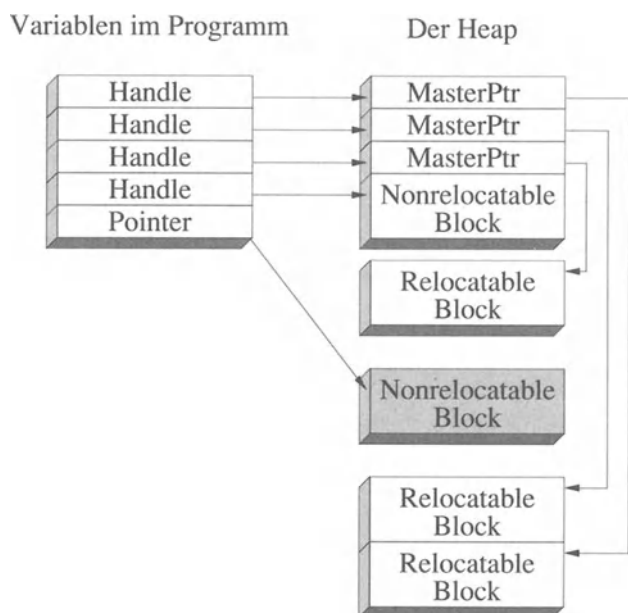 Variablen im Programm
Der Heap
Handle
Handle
Handle
Handle
Pointer
MasterPtr
MasterPtr
MasterPtr
Nonrelocatable
Block
Relocatable
Block
Nonrelocatable
Block
Relocatable
Block
Relocatable
Block